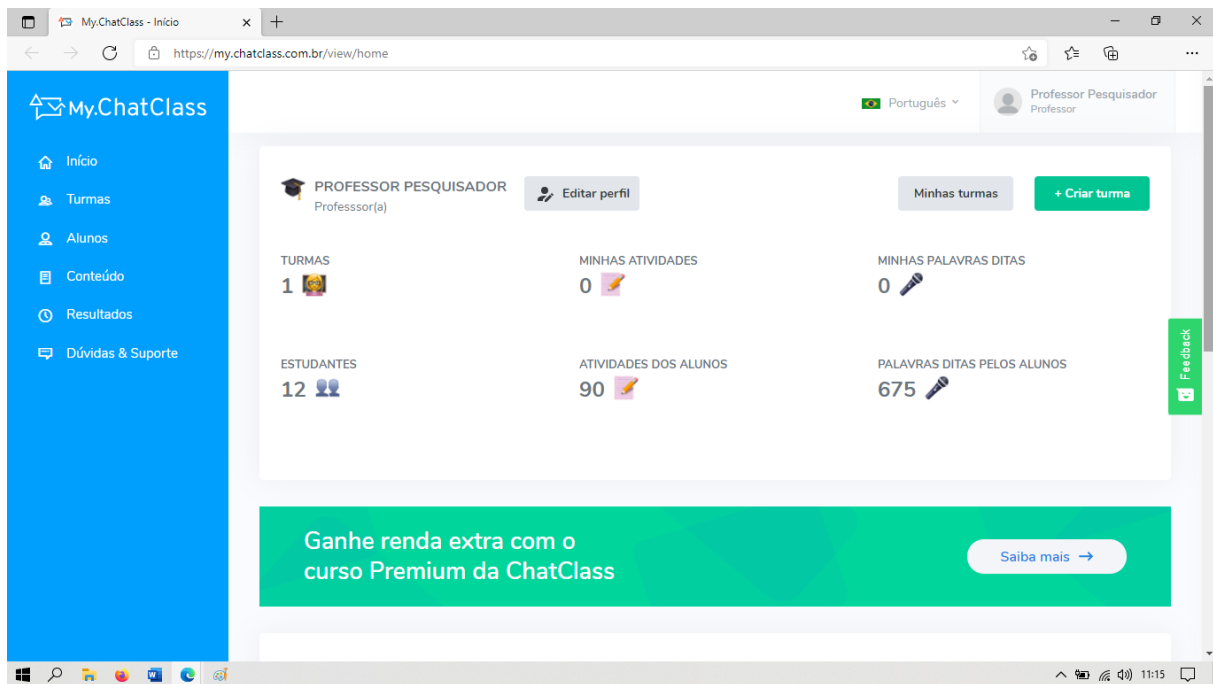 My.ChatClass - Início
https://my.chatclass.com.br/view/home
My.ChatClass
Português
Professor Pesquisador
Professor
Início
Turmas
Alunos
Conteúdo
Resultados
Dúvidas & Suporte
PROFESSOR PESQUISADOR
Professsor(a)
Editar perfil
Minhas turmas
+ Criar turma
TURMAS
1
MINHAS ATIVIDADES
0
MINHAS PALAVRAS DITAS
0
ESTUDANTES
12
ATIVIDADES DOS ALUNOS
90
PALAVRAS DITAS PELOS ALUNOS
675
Feedback
Ganhe renda extra com o
curso Premium da ChatClass
Saiba mais →
11:15